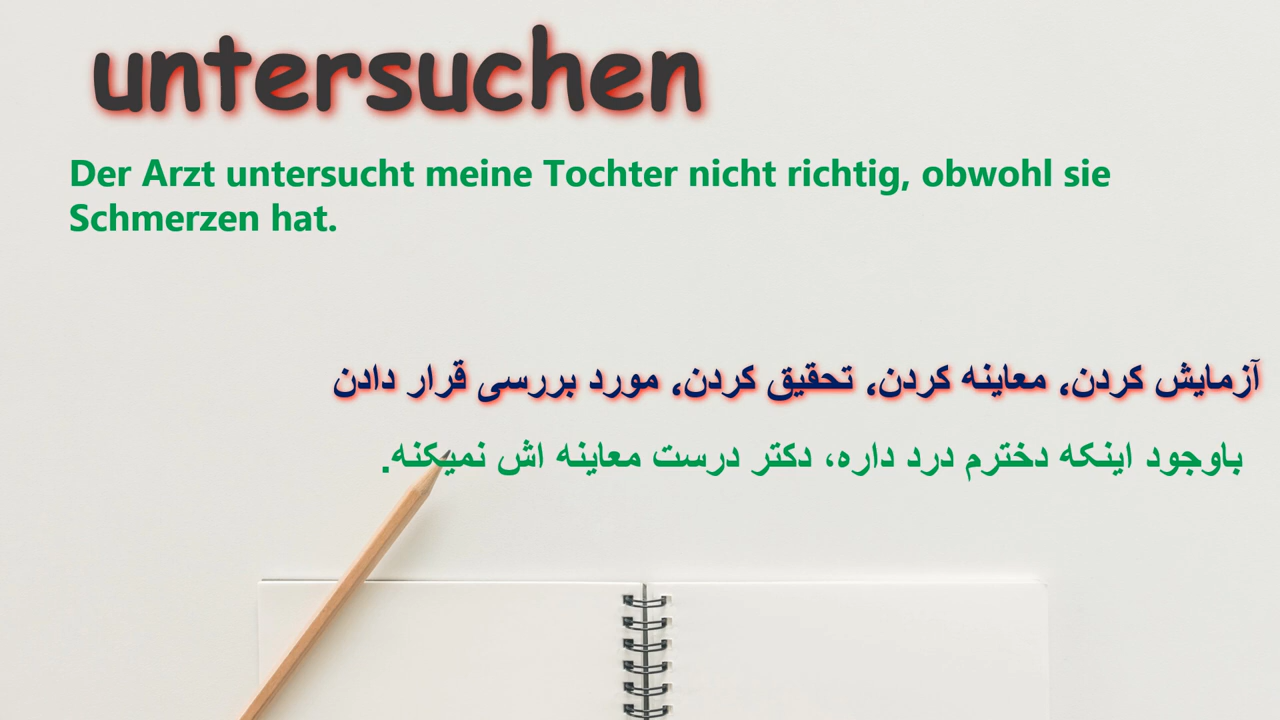 untersuchen
Der Arzt untersucht meine Tochter nicht richtig, obwohl sie
Schmerzen hat.
آزمایش کردن، معاینه کردن، تحقیق کردن، مورد بررسی قرار دادن
باوجود اینکه دخترم درد داره، دکتر درست معاینه اش نمیکنه.